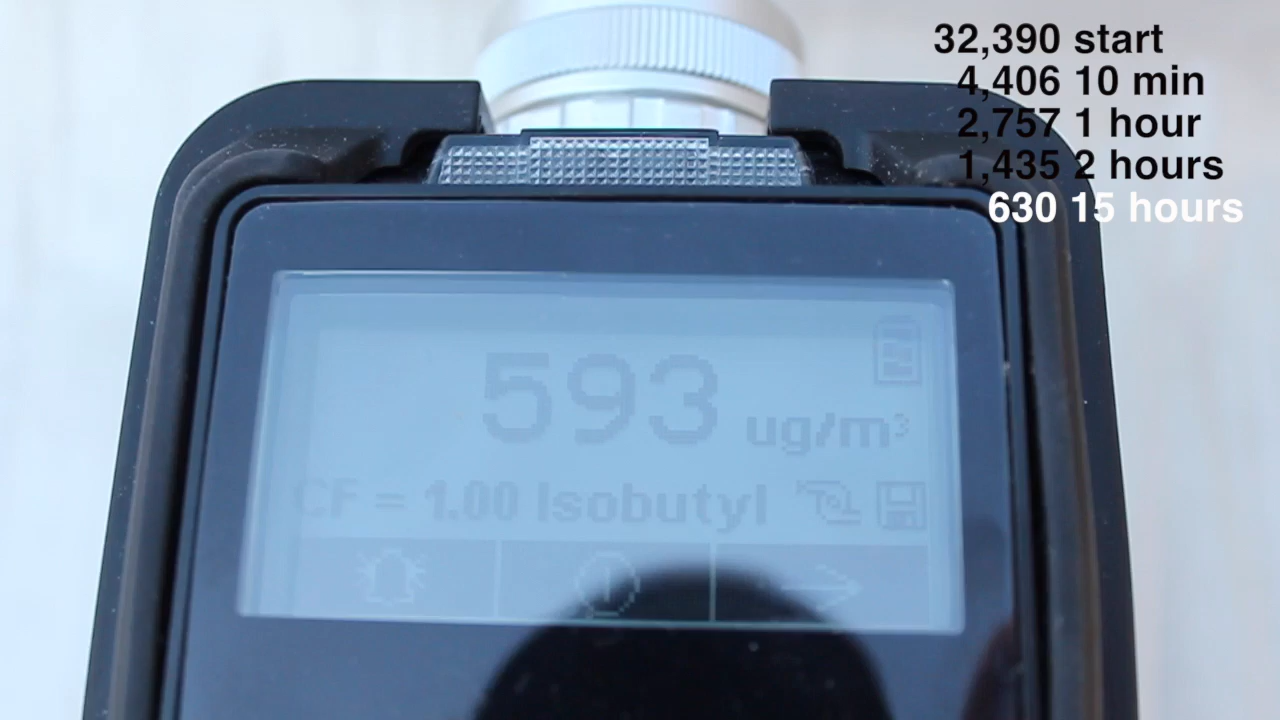 32,390 start
4,406 10 min
2,757 1 hour
1,435 2 hours
630 15 hours
593 ug/m³
CF = 1.00 Isobutyl